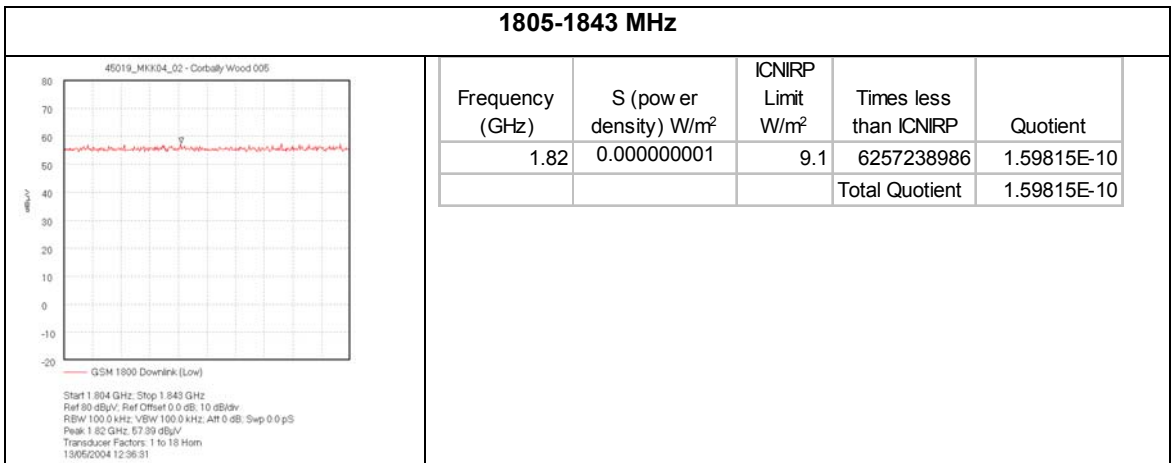 1805-1843 MHz
45019_MKK04_02 - Corbally Wood 005
80
70
60
50
40
30
20
10
0
-10
-20
dBµV
GSM 1800 Downlink (Low)
Start 1.804 GHz; Stop 1.843 GHz
Ref 80 dBµV; Ref Offset 0.0 dB; 10 dB/div
RBW 100.0 kHz; VBW 100.0 kHz; Att 0 dB; Swp 0.0 pS
Peak 1.82 GHz, 57.89 dBµV
Transducer Factors: 1 to 18 Horn
13/05/2004 12:36:31
Frequency (GHz) S (pow er density) W/m² ICNIRP Limit W/m² Times less than ICNIRP Quotient
1.82 0.000000001 9.1 6257238986 1.59815E-10
Total Quotient 1.59815E-10